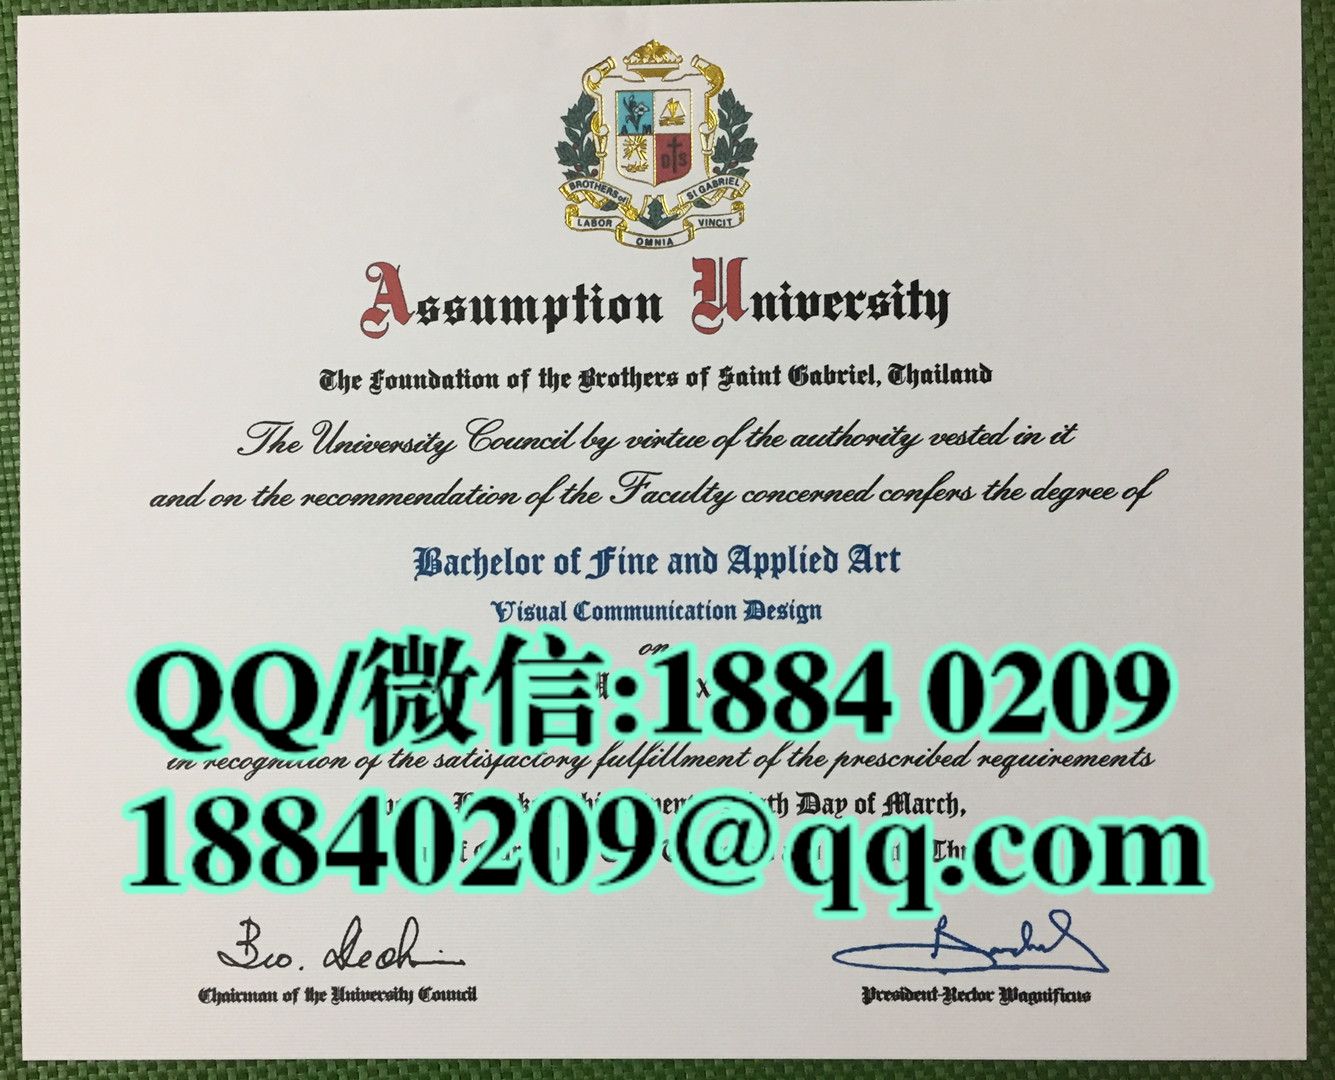 A M
D S
BROTHERS of ST GABRIEL
LABOR OMNIA VINCIT
Assumption University
The Foundation of the Brothers of Saint Gabriel, Thailand
The University Council by virtue of the authority vested in it
and on the recommendation of the Faculty concerned confers the degree of
Bachelor of Fine and Applied Art
Visual Communication Design
on
QQ/微信:1884 0209
in recognition of the satisfactory fulfillment of the prescribed requirements
Day of March,
18840209@qq.com
Bro.
Chairman of the University Council
President-Rector Magnificus